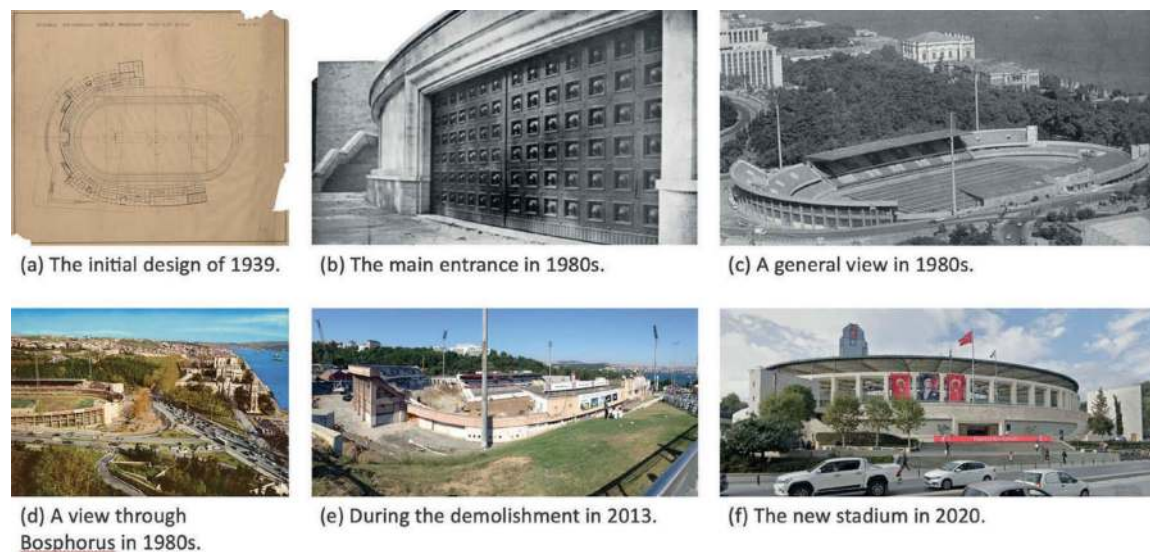 (a) The initial design of 1939.
(b) The main entrance in 1980s.
(c) A general view in 1980s.
(d) A view through
Bosphorus in 1980s.
(e) During the demolishment in 2013.
(f) The new stadium in 2020.